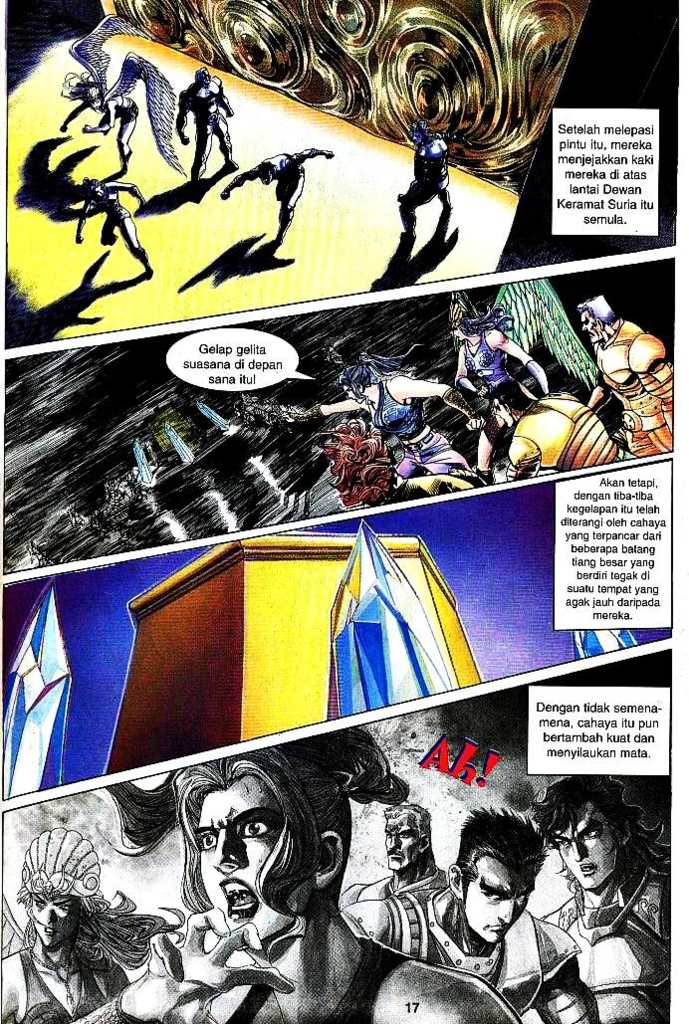 Setelah melepasi
pintu itu, mereka
menjejakkan kaki
mereka di atas
lantai Dewan
Keramat Suria itu
semula.
Gelap gelita
suasana di depan
sana itu!
Akan tetapi,
dengan tiba-tiba
kegelapan itu telah
diterangi oleh cahaya
yang terpancar dari
beberapa batang
tiang besar yang
berdiri tegak di
suatu tempat yang
agak jauh daripada
mereka.
Dengan tidak semena-
mena, cahaya itu pun
bertambah kuat dan
menyilaukan mata.
Ah!
17